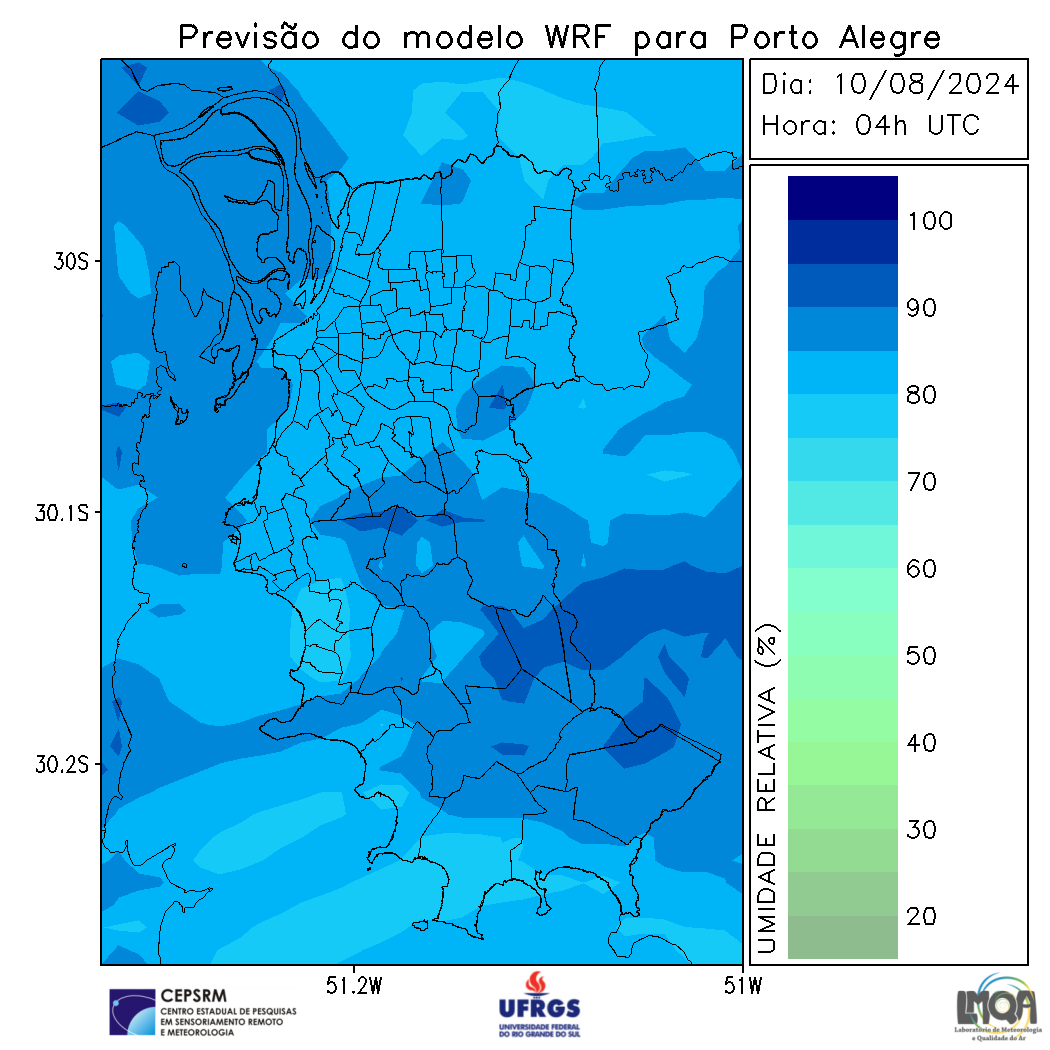 Previsão do modelo WRF para Porto Alegre
Dia: 10/08/2024
Hora: 04h UTC
100
90
80
70
60
50
40
30
20
UMIDADE RELATIVA (%)
30S
30.1S
30.2S
51.2W
51W
CEPSRM
CENTRO ESTADUAL DE PESQUISAS
EM SENSORIAMENTO REMOTO
E METEOROLOGIA
UFRGS
UNIVERSIDADE FEDERAL
DO RIO GRANDE DO SUL
LMQA
Laboratório de Meteorologia
e Qualidade do Ar